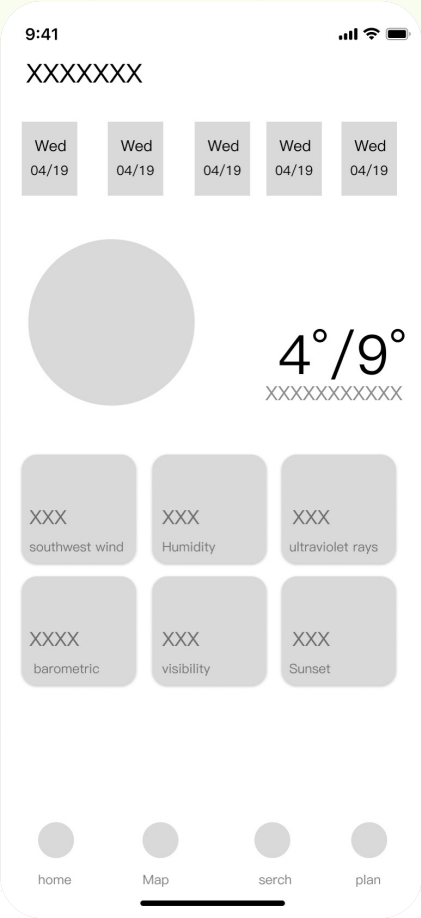 9:41
XXXXXXX
Wed Wed Wed Wed Wed
04/19 04/19 04/19 04/19 04/19
4°/9°
XXXXXXXXXXX
XXX XXX XXX
southwest wind Humidity ultraviolet rays
XXXX XXX XXX
barometric visibility Sunset
home Map serch plan